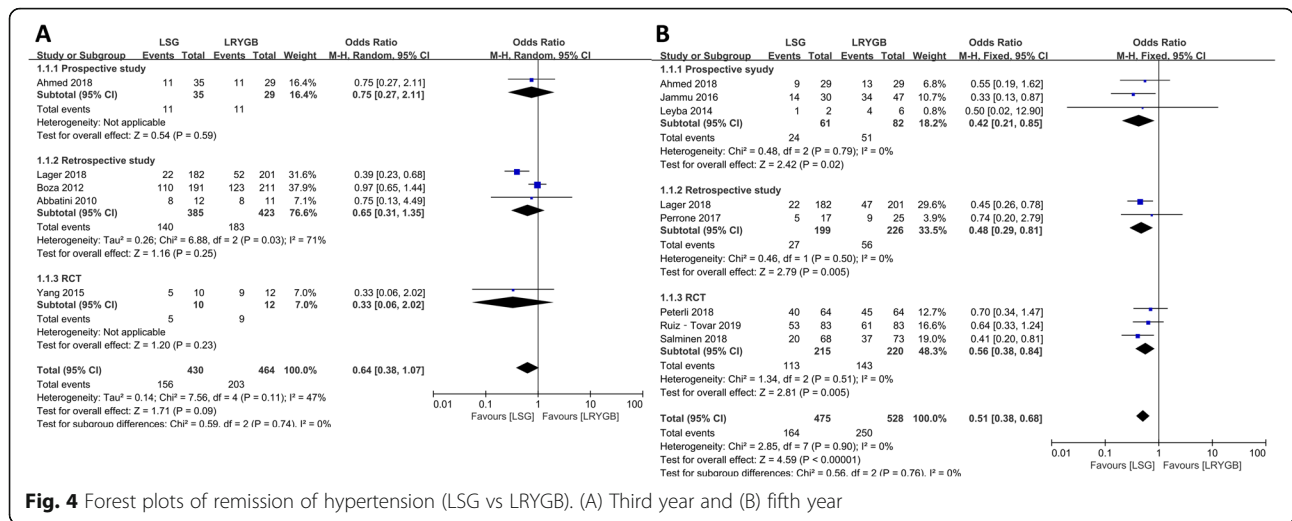 A
LSG LRYGB Odds Ratio Odds Ratio
Study or Subgroup Events Total Events Total Weight M-H. Random. 95% CI M-H. Random. 95% CI
1.1.1 Prospective study
Ahmed 2018 11 35 11 29 16.4% 0.75 [0.27, 2.11]
Subtotal (95% CI) 35 29 16.4% 0.75 [0.27, 2.11]
Total events 11 11
Heterogeneity: Not applicable
Test for overall effect: Z = 0.54 (P = 0.59)
1.1.2 Retrospective study
Lager 2018 22 182 52 201 31.6% 0.39 [0.23, 0.68]
Boza 2012 110 191 123 211 37.9% 0.97 [0.65, 1.44]
Abbatini 2010 8 12 8 11 7.1% 0.75 [0.13, 4.49]
Subtotal (95% CI) 385 423 76.6% 0.65 [0.31, 1.35]
Total events 140 183
Heterogeneity: Tau² = 0.26; Chi² = 6.88, df = 2 (P = 0.03); I² = 71%
Test for overall effect: Z = 1.16 (P = 0.25)
1.1.3 RCT
Yang 2015 5 10 9 12 7.0% 0.33 [0.06, 2.02]
Subtotal (95% CI) 10 12 7.0% 0.33 [0.06, 2.02]
Total events 5 9
Heterogeneity: Not applicable
Test for overall effect: Z = 1.20 (P = 0.23)
Total (95% CI) 430 464 100.0% 0.64 [0.38, 1.07]
Total events 156 203
Heterogeneity: Tau² = 0.14; Chi² = 7.56, df = 4 (P = 0.11); I² = 47%
Test for overall effect: Z = 1.71 (P = 0.09)
Test for subgroup differences: Chi² = 0.59, df = 2 (P = 0.74), I² = 0%
0.01 0.1 1 10 100
Favours [LSG] Favours [LRYGB]
B
LSG LRYGB Odds Ratio Odds Ratio
Study or Subgroup Events Total Events Total Weight M-H. Fixed. 95% CI M-H. Fixed. 95% CI
1.1.1 Prospective syudy
Ahmed 2018 9 29 13 29 6.8% 0.55 [0.19, 1.62]
Jammu 2016 14 30 34 47 10.7% 0.33 [0.13, 0.87]
Leyba 2014 1 2 4 6 0.8% 0.50 [0.02, 12.90]
Subtotal (95% CI) 61 82 18.2% 0.42 [0.21, 0.85]
Total events 24 51
Heterogeneity: Chi² = 0.48, df = 2 (P = 0.79); I² = 0%
Test for overall effect: Z = 2.42 (P = 0.02)
1.1.2 Retrospective study
Lager 2018 22 182 47 201 29.6% 0.45 [0.26, 0.78]
Perrone 2017 5 17 9 25 3.9% 0.74 [0.20, 2.79]
Subtotal (95% CI) 199 226 33.5% 0.48 [0.29, 0.81]
Total events 27 56
Heterogeneity: Chi² = 0.46, df = 1 (P = 0.50); I² = 0%
Test for overall effect: Z = 2.79 (P = 0.005)
1.1.3 RCT
Peterli 2018 40 64 45 64 12.7% 0.70 [0.34, 1.47]
Ruiz - Tovar 2019 53 83 61 83 16.6% 0.64 [0.33, 1.24]
Salminen 2018 20 68 37 73 19.0% 0.41 [0.20, 0.81]
Subtotal (95% CI) 215 220 48.3% 0.56 [0.38, 0.84]
Total events 113 143
Heterogeneity: Chi² = 1.34, df = 2 (P = 0.51); I² = 0%
Test for overall effect: Z = 2.81 (P = 0.005)
Total (95% CI) 475 528 100.0% 0.51 [0.38, 0.68]
Total events 164 250
Heterogeneity: Chi² = 2.85, df = 7 (P = 0.90); I² = 0%
Test for overall effect: Z = 4.59 (P < 0.00001)
Test for subgroup differences: Chi² = 0.56, df = 2 (P = 0.76), I² = 0%
0.01 0.1 1 10 100
Favours [LSG] Favours [LRYGB]
Fig. 4 Forest plots of remission of hypertension (LSG vs LRYGB). (A) Third year and (B) fifth year